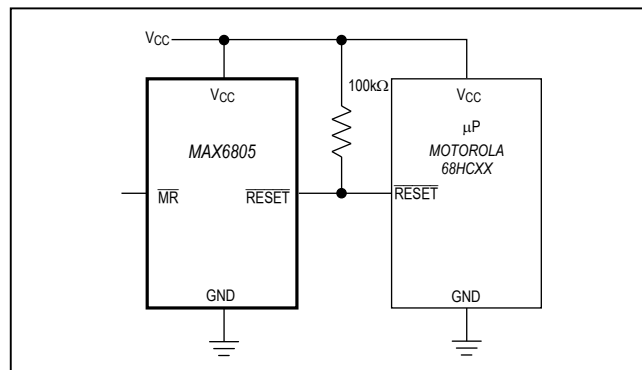 VCC
100kΩ
VCC
VCC
MAX6805
μP
MOTOROLA
68HCXX
MR
RESET
RESET
GND
GND